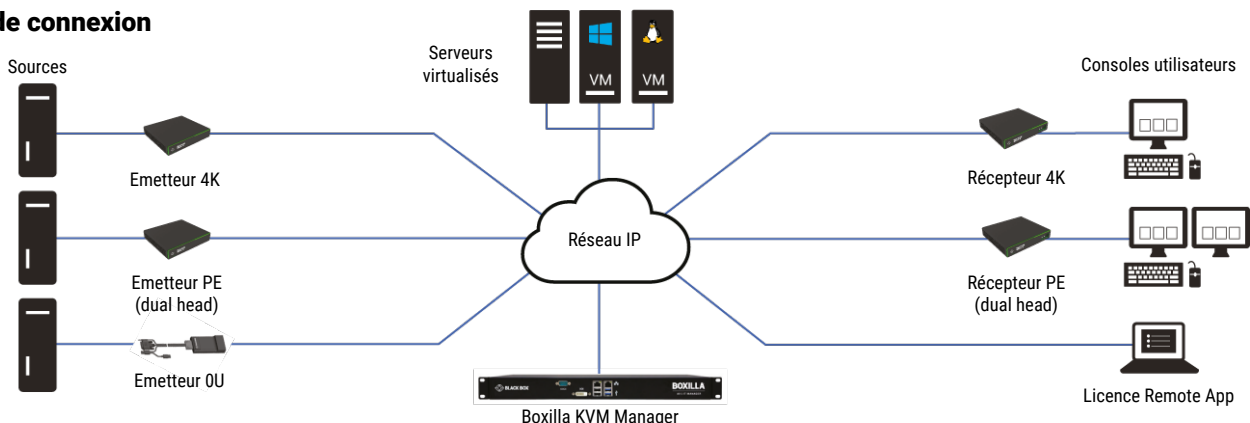 de connexion
Sources
Serveurs
virtualisés
VM
VM
Consoles utilisateurs
Emetteur 4K
Récepteur 4K
Réseau IP
Emetteur PE
(dual head)
Récepteur PE
(dual head)
Emetteur 0U
BLACK BOX
BOXILLA
Licence Remote App
Boxilla KVM Manager